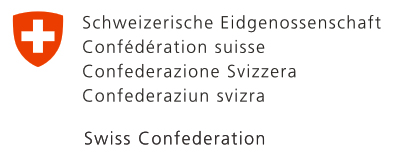 Schweizerische Eidgenossenschaft
Confédération suisse
Confederazione Svizzera
Confederaziun svizra
Swiss Confederation